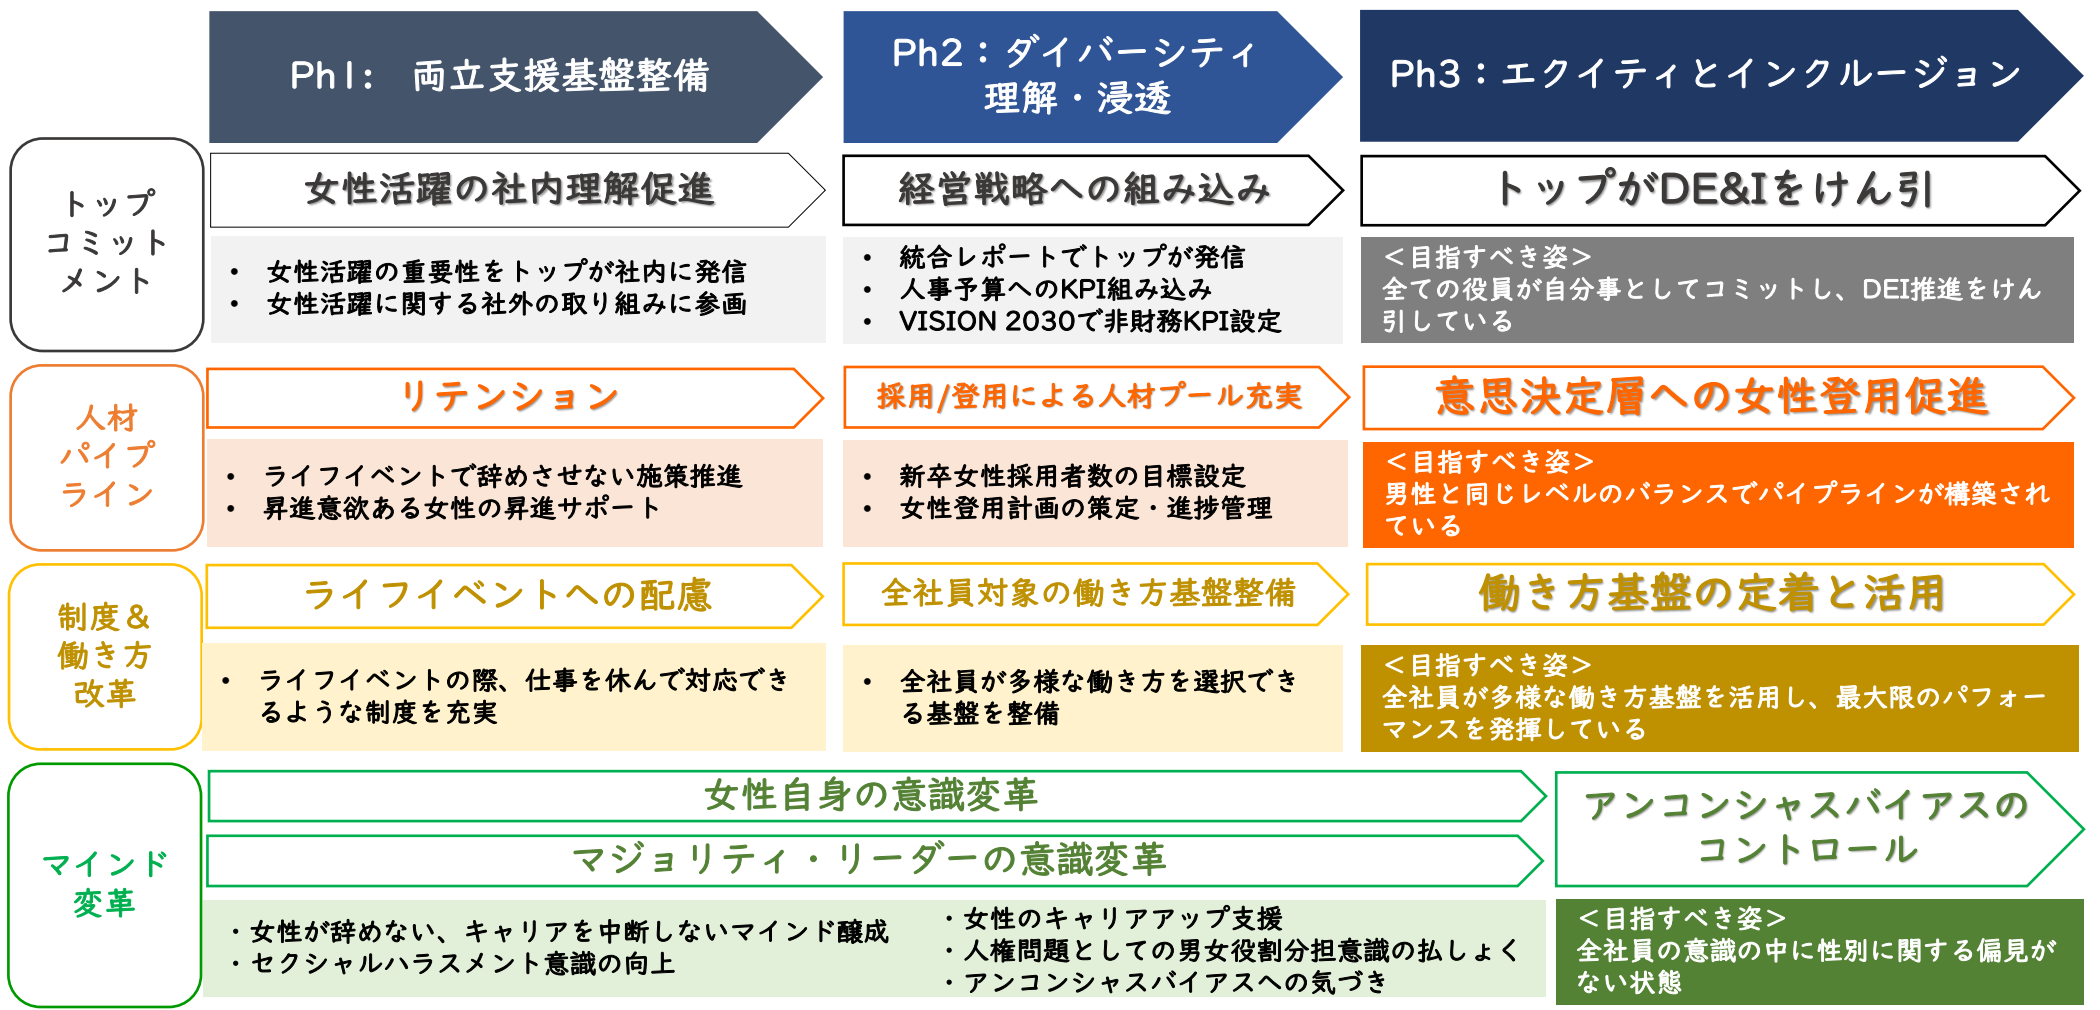 Ph1:　両立支援基盤整備
Ph2：ダイバーシティ
理解・浸透
Ph3：エクイティとインクルージョン
トップ
コミット
メント
女性活躍の社内理解促進
経営戦略への組み込み
トップがDE&Iをけん引
• 女性活躍の重要性をトップが社内に発信
• 女性活躍に関する社外の取り組みに参画
• 統合レポートでトップが発信
• 人事予算へのKPI組み込み
• VISION 2030で非財務KPI設定
＜目指すべき姿＞
全ての役員が自分事としてコミットし、DEI推進をけん
引している
人材
パイプ
ライン
リテンション
採用/登用による人材プール充実
意思決定層への女性登用促進
• ライフイベントで辞めさせない施策推進
• 昇進意欲ある女性の昇進サポート
• 新卒女性採用者数の目標設定
• 女性登用計画の策定・進捗管理
＜目指すべき姿＞
男性と同じレベルのバランスでパイプラインが構築され
ている
制度＆
働き方
改革
ライフイベントへの配慮
全社員対象の働き方基盤整備
働き方基盤の定着と活用
• ライフイベントの際、仕事を休んで対応でき
るような制度を充実
• 全社員が多様な働き方を選択でき
る基盤を整備
＜目指すべき姿＞
全社員が多様な働き方基盤を活用し、最大限のパフォー
マンスを発揮している
マインド
変革
女性自身の意識変革
マジョリティ・リーダーの意識変革
アンコンシャスバイアスの
コントロール
・女性が辞めない、キャリアを中断しないマインド醸成
・セクシャルハラスメント意識の向上
・女性のキャリアアップ支援
・人権問題としての男女役割分担意識の払しょく
・アンコンシャスバイアスへの気づき
＜目指すべき姿＞
全社員の意識の中に性別に関する偏見が
ない状態